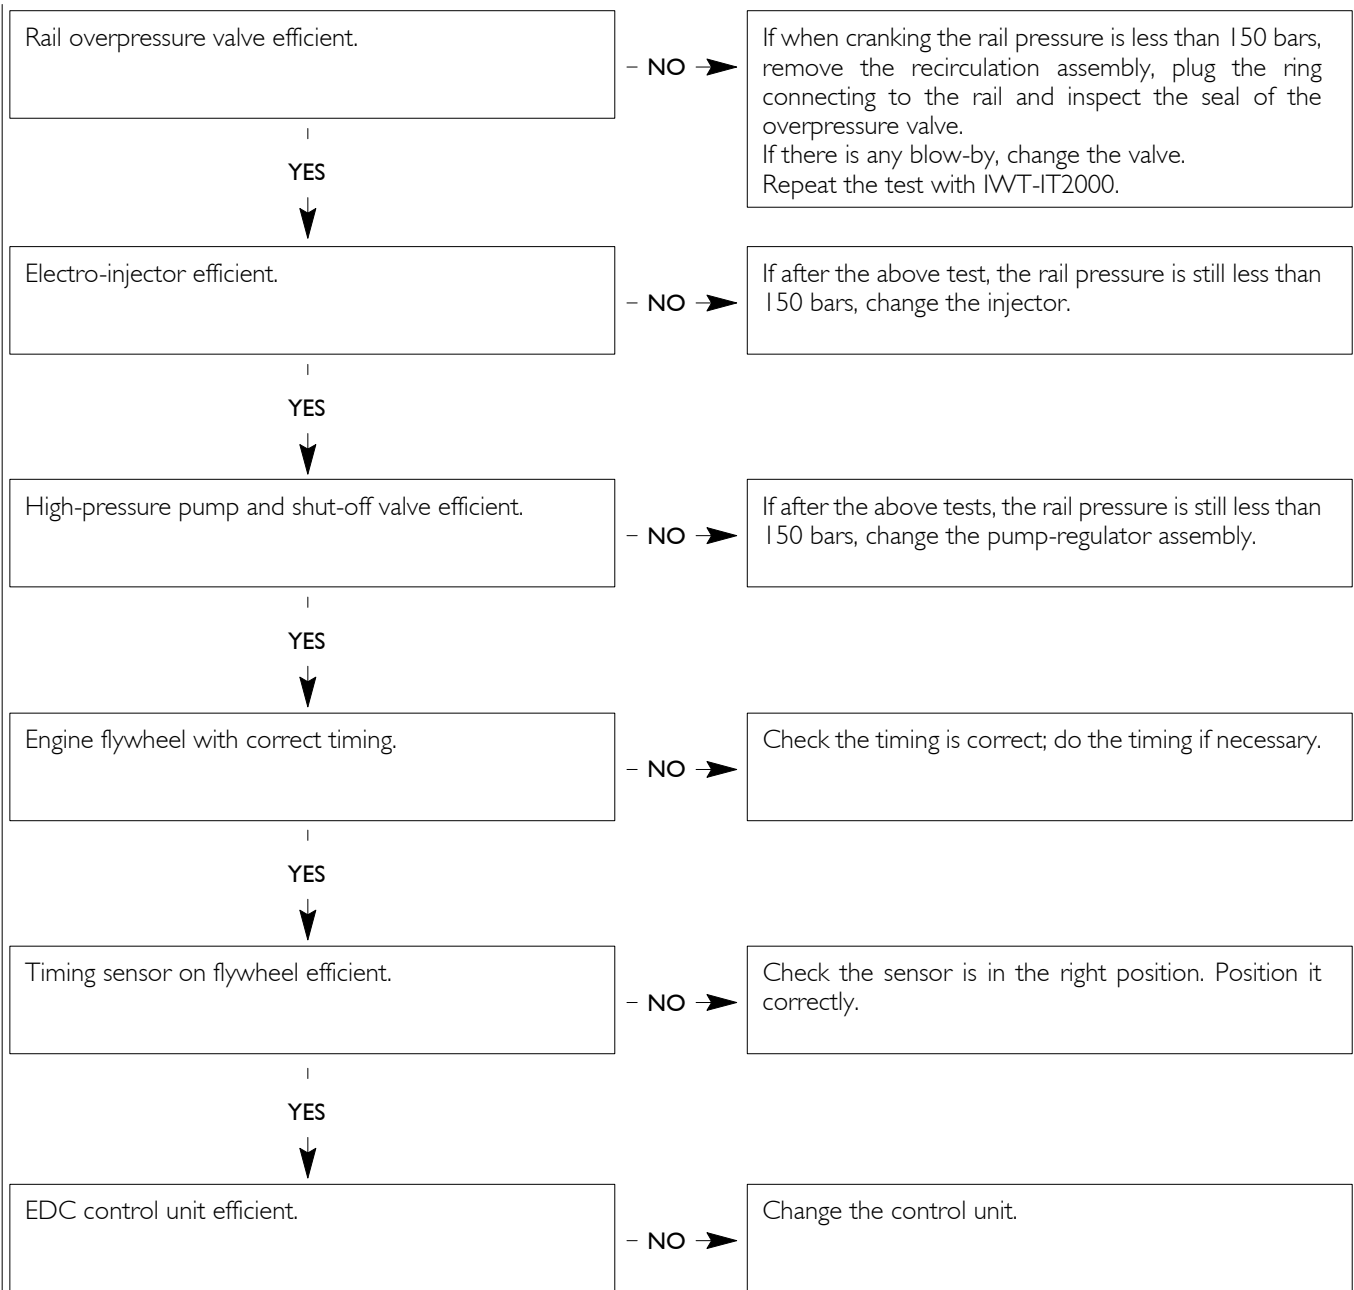 Rail overpressure valve efficient.
NO
If when cranking the rail pressure is less than 150 bars,
remove the recirculation assembly, plug the ring
connecting to the rail and inspect the seal of the
overpressure valve.
If there is any blow-by, change the valve.
Repeat the test with IWT-IT2000.
YES
Electro-injector efficient.
NO
If after the above test, the rail pressure is still less than
150 bars, change the injector.
YES
High-pressure pump and shut-off valve efficient.
NO
If after the above tests, the rail pressure is still less than
150 bars, change the pump-regulator assembly.
YES
Engine flywheel with correct timing.
NO
Check the timing is correct; do the timing if necessary.
YES
Timing sensor on flywheel efficient.
NO
Check the sensor is in the right position. Position it
correctly.
YES
EDC control unit efficient.
NO
Change the control unit.